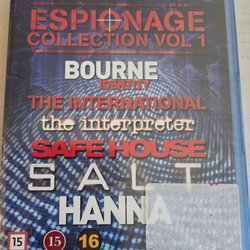 ESPIONAGE
COLLECTION VOL 1
BOURNE
IDENTITY
THE INTERNATIONAL
the interpreter
SAFE HOUSE
SALT
HANNA
15
15
16